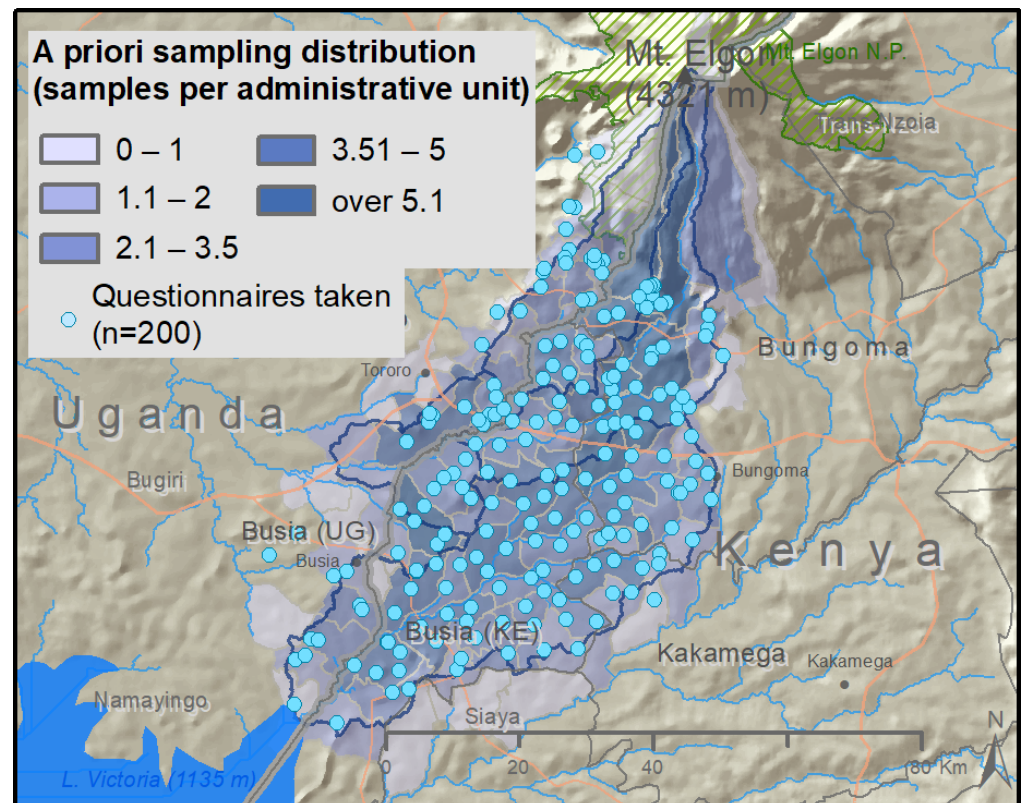 A priori sampling distribution
(samples per administrative unit)
0 – 1
3.51 – 5
1.1 – 2
over 5.1
2.1 – 3.5
Questionnaires taken
(n=200)
Mt. Elgon
(4321 m)
Mt. Elgon N.P.
Trans-Nzoia
Bungoma
Tororo
Uganda
Bungoma
Bugiri
Busia (UG)
Busia
Kenya
Busia (KE)
Kakamega
Kakamega
Namayingo
Siaya
N
L. Victoria (1135 m)
0 20 40 80 Km